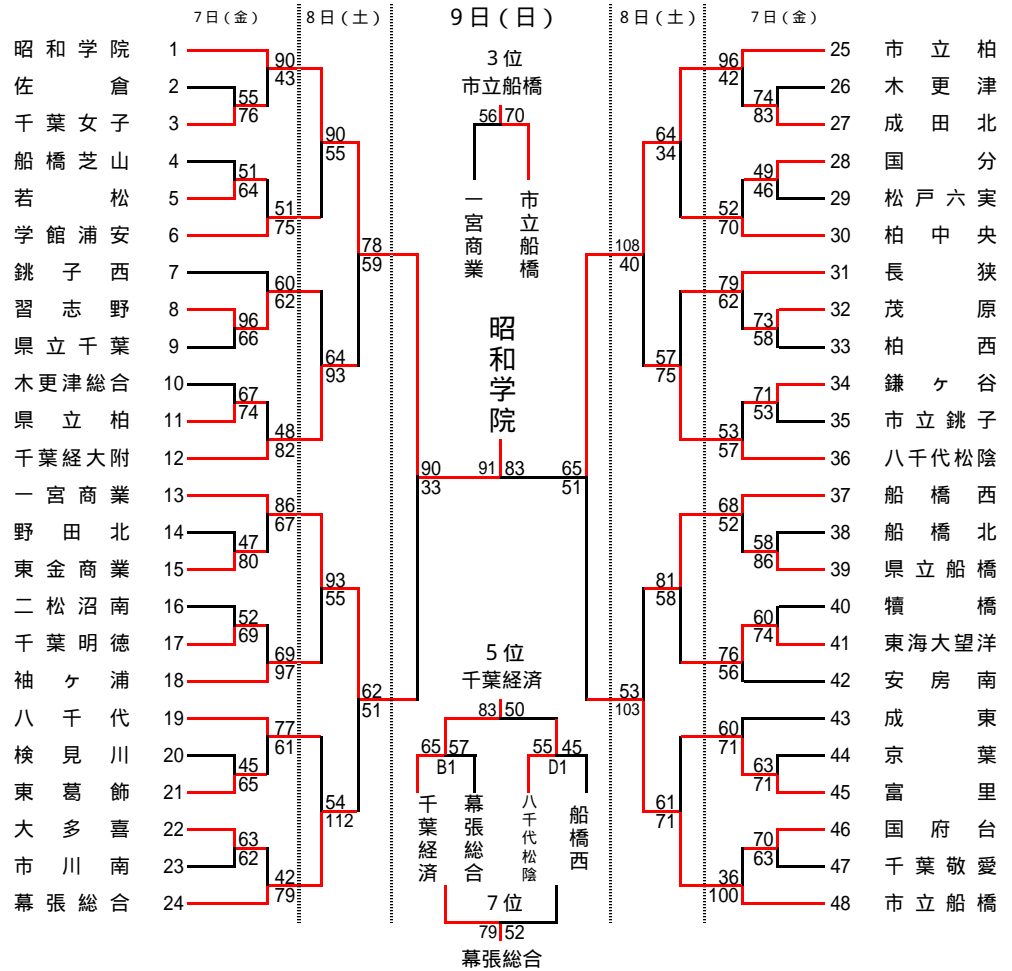 7日(金)
8日(土)
9日(日)
8日(土)
7日(金)
昭和学院 1
佐倉 2
千葉女子 3
船橋芝山 4
若松 5
学館浦安 6
銚子西 7
習志野 8
県立千葉 9
木更津総合 10
県立柏 11
千葉経大附 12
一宮商業 13
野田北 14
東金商業 15
二松沼南 16
千葉明徳 17
袖ヶ浦 18
八千代 19
検見川 20
東葛飾 21
大多喜 22
市川南 23
幕張総合 24
90
43
55
76
51
64
51
75
60
62
96
66
67
74
48
82
86
67
47
80
52
69
69
97
77
61
45
65
63
62
42
79
90
55
64
93
93
55
54
112
78
59
62
51
90
33
3位
市立船橋
56 70
一宮商業
市立船橋
昭和学院
91 83
5位
千葉経済
83 50
65 57
B1
55 45
D1
千葉経済
幕張総合
八千代松陰
船橋西
7位
79 52
幕張総合
65
51
108
40
53
103
64
34
57
75
81
58
61
71
96
42
74
83
49
46
52
70
79
62
73
58
71
53
53
57
68
52
58
86
60
74
76
56
60
71
63
71
70
63
36
100
25 市立柏
26 木更津
27 成田北
28 国分
29 松戸六実
30 柏中央
31 長狭
32 茂原
33 柏西
34 鎌ヶ谷
35 市立銚子
36 八千代松陰
37 船橋西
38 船橋北
39 県立船橋
40 犢橋
41 東海大望洋
42 安房南
43 成東
44 京葉
45 富里
46 国府台
47 千葉敬愛
48 市立船橋